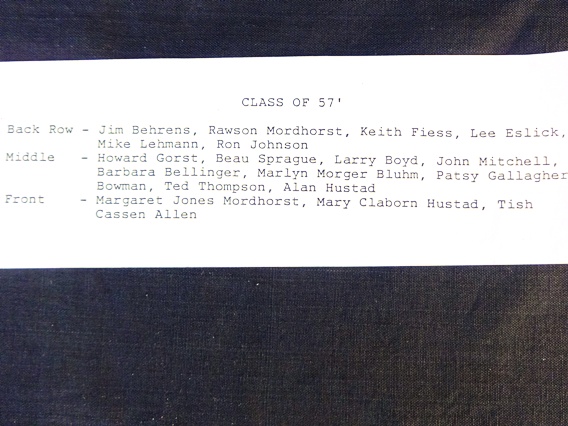 CLASS OF 57'
Back Row - Jim Behrens, Rawson Mordhorst, Keith Fiess, Lee Eslick,
Mike Lehmann, Ron Johnson
Middle - Howard Gorst, Beau Sprague, Larry Boyd, John Mitchell,
Barbara Bellinger, Marlyn Morger Bluhm, Patsy Gallagher
Bowman, Ted Thompson, Alan Hustad
Front - Margaret Jones Mordhorst, Mary Claborn Hustad, Tish
Cassen Allen